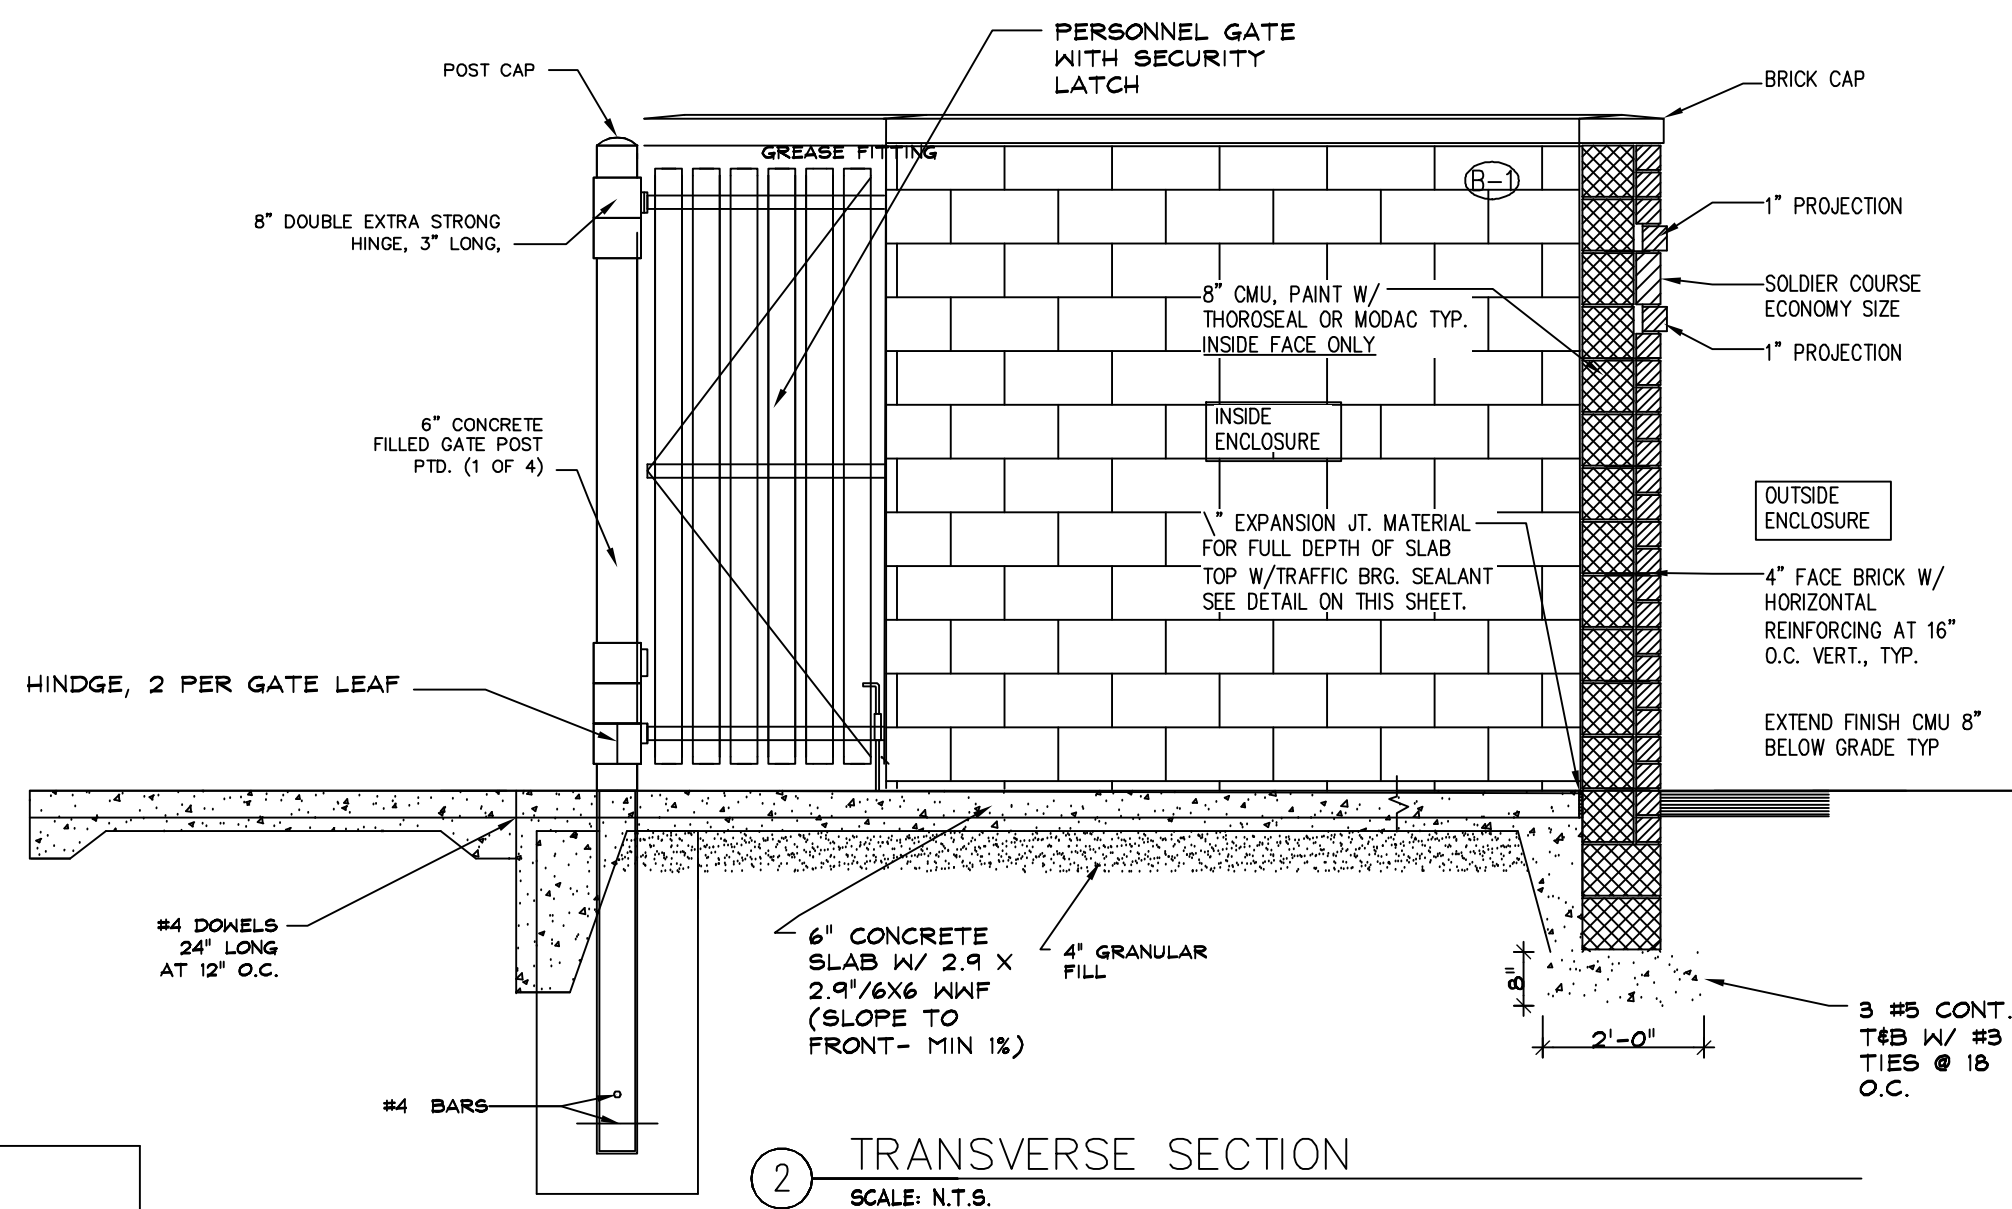 PERSONNEL GATE
WITH SECURITY
LATCH
POST CAP
BRICK CAP
GREASE FITTING
B-1
8" DOUBLE EXTRA STRONG
HINGE, 3" LONG,
1" PROJECTION
SOLDIER COURSE
ECONOMY SIZE
1" PROJECTION
8" CMU, PAINT W/
THOROSEAL OR MODAC TYP.
INSIDE FACE ONLY
6" CONCRETE
FILLED GATE POST
PTD. (1 OF 4)
INSIDE
ENCLOSURE
OUTSIDE
ENCLOSURE
\" EXPANSION JT. MATERIAL
FOR FULL DEPTH OF SLAB
TOP W/TRAFFIC BRG. SEALANT
SEE DETAIL ON THIS SHEET.
4" FACE BRICK W/
HORIZONTAL
REINFORCING AT 16"
O.C. VERT., TYP.
HINDGE, 2 PER GATE LEAF
EXTEND FINISH CMU 8"
BELOW GRADE TYP
#4 DOWELS
24" LONG
AT 12" O.C.
6" CONCRETE
SLAB W/ 2.9 X
2.9"/6X6 WWF
(SLOPE TO
FRONT- MIN 1%)
4" GRANULAR
FILL
8"
2'-0"
3 #5 CONT.
T&B W/ #3
TIES @ 18
O.C.
#4 BARS
2
TRANSVERSE SECTION
SCALE: N.T.S.